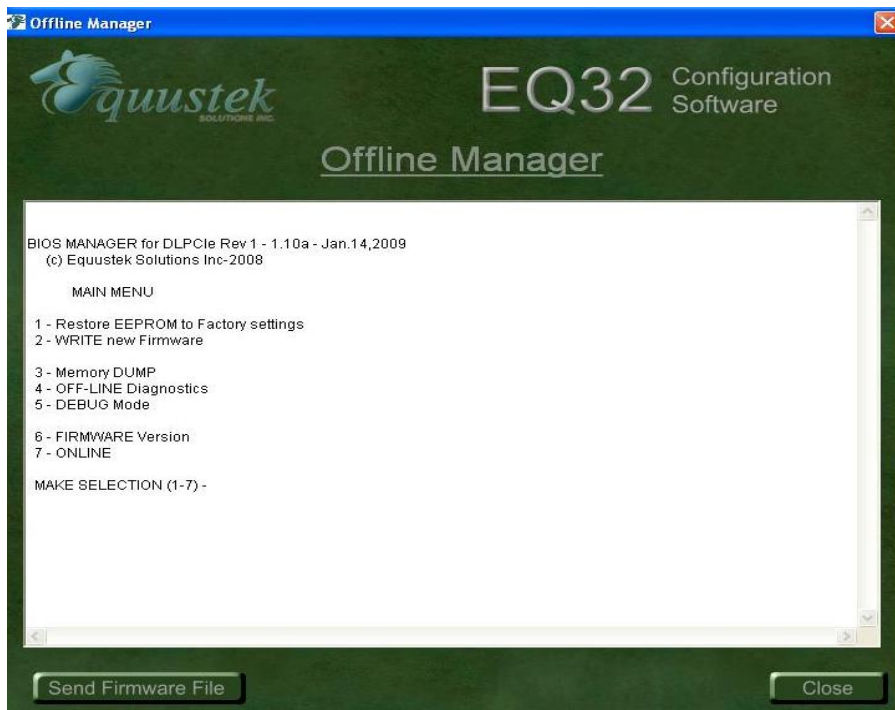 Offline Manager
Equustek
SOLUTIONS INC.
EQ32 Configuration
Software
Offline Manager
BIOS MANAGER for DLPCIe Rev 1 - 1.10a - Jan.14,2009
(c) Equustek Solutions Inc-2008
MAIN MENU
1 - Restore EEPROM to Factory settings
2 - WRITE new Firmware
3 - Memory DUMP
4 - OFF-LINE Diagnostics
5 - DEBUG Mode
6 - FIRMWARE Version
7 - ONLINE
MAKE SELECTION (1-7) -
Send Firmware File
Close